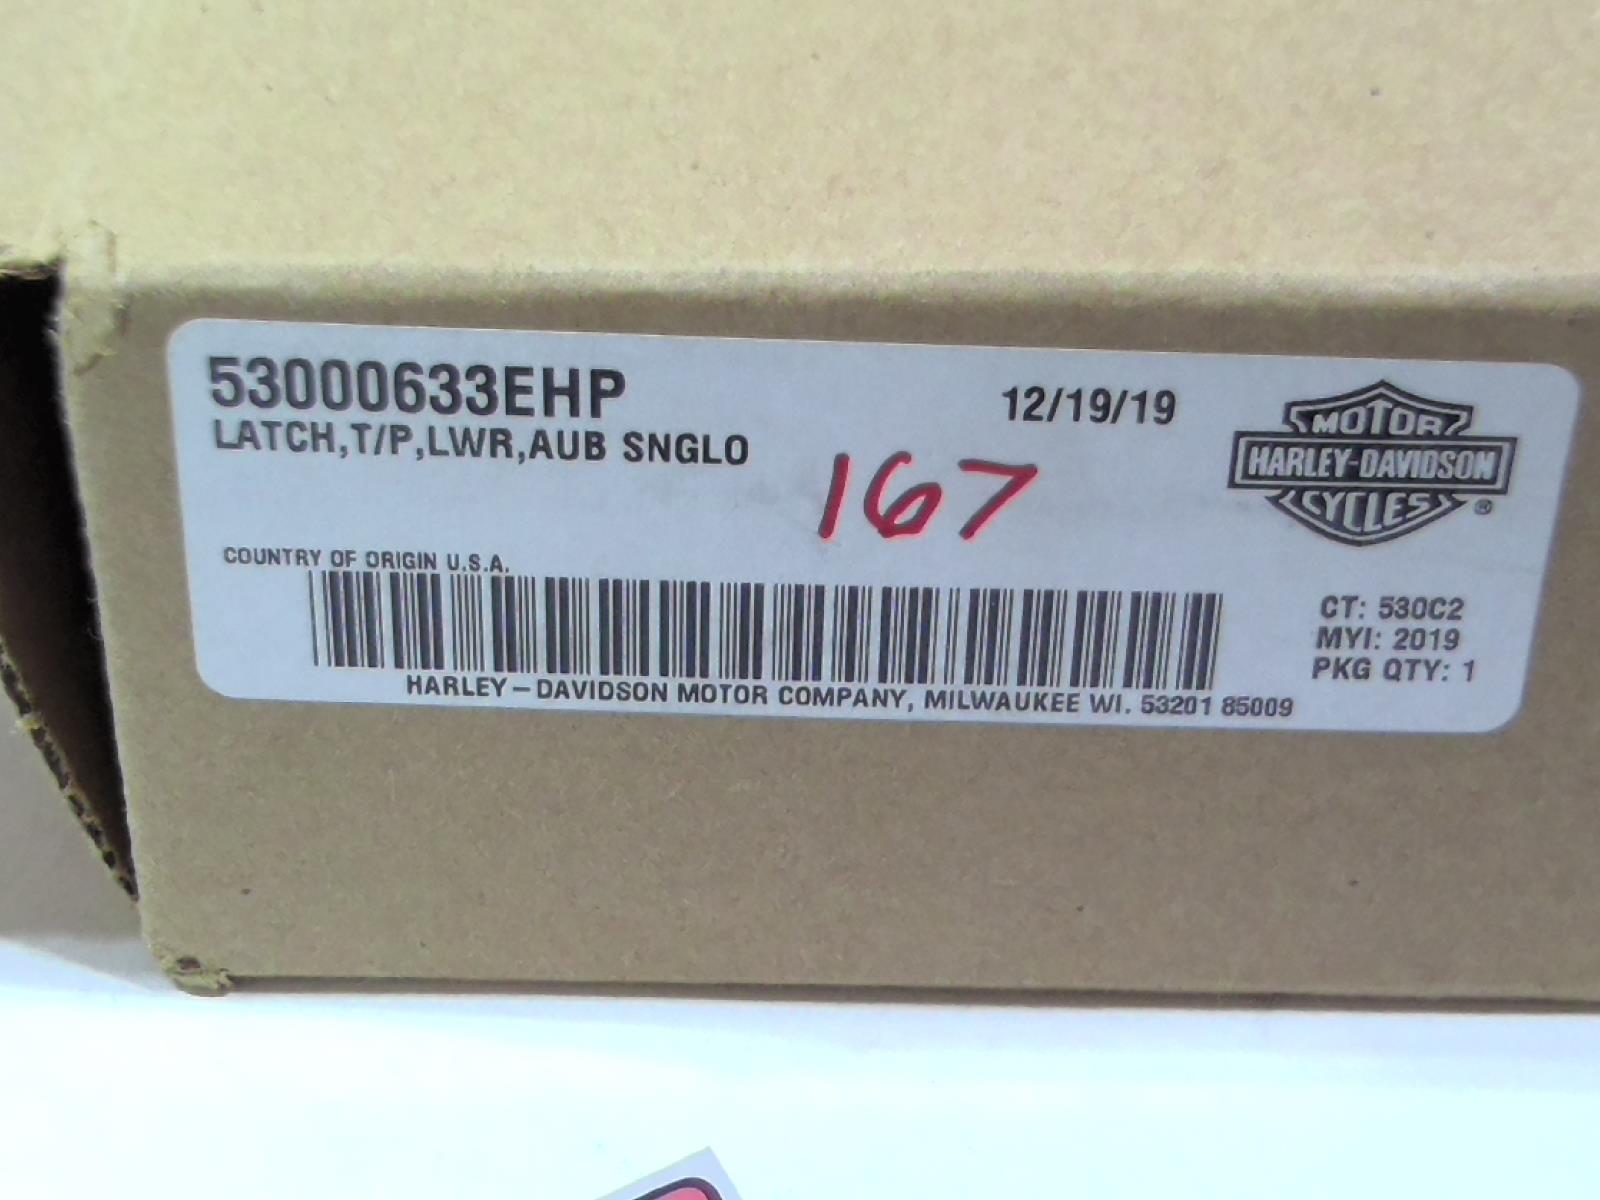 53000633EHP
12/19/19
LATCH,T/P,LWR,AUB SNGLO
167
MOTOR
HARLEY-DAVIDSON
CYCLES
®
COUNTRY OF ORIGIN U.S.A.
CT: 530C2
MYI: 2019
PKG QTY: 1
HARLEY-DAVIDSON MOTOR COMPANY, MILWAUKEE WI. 53201 85009